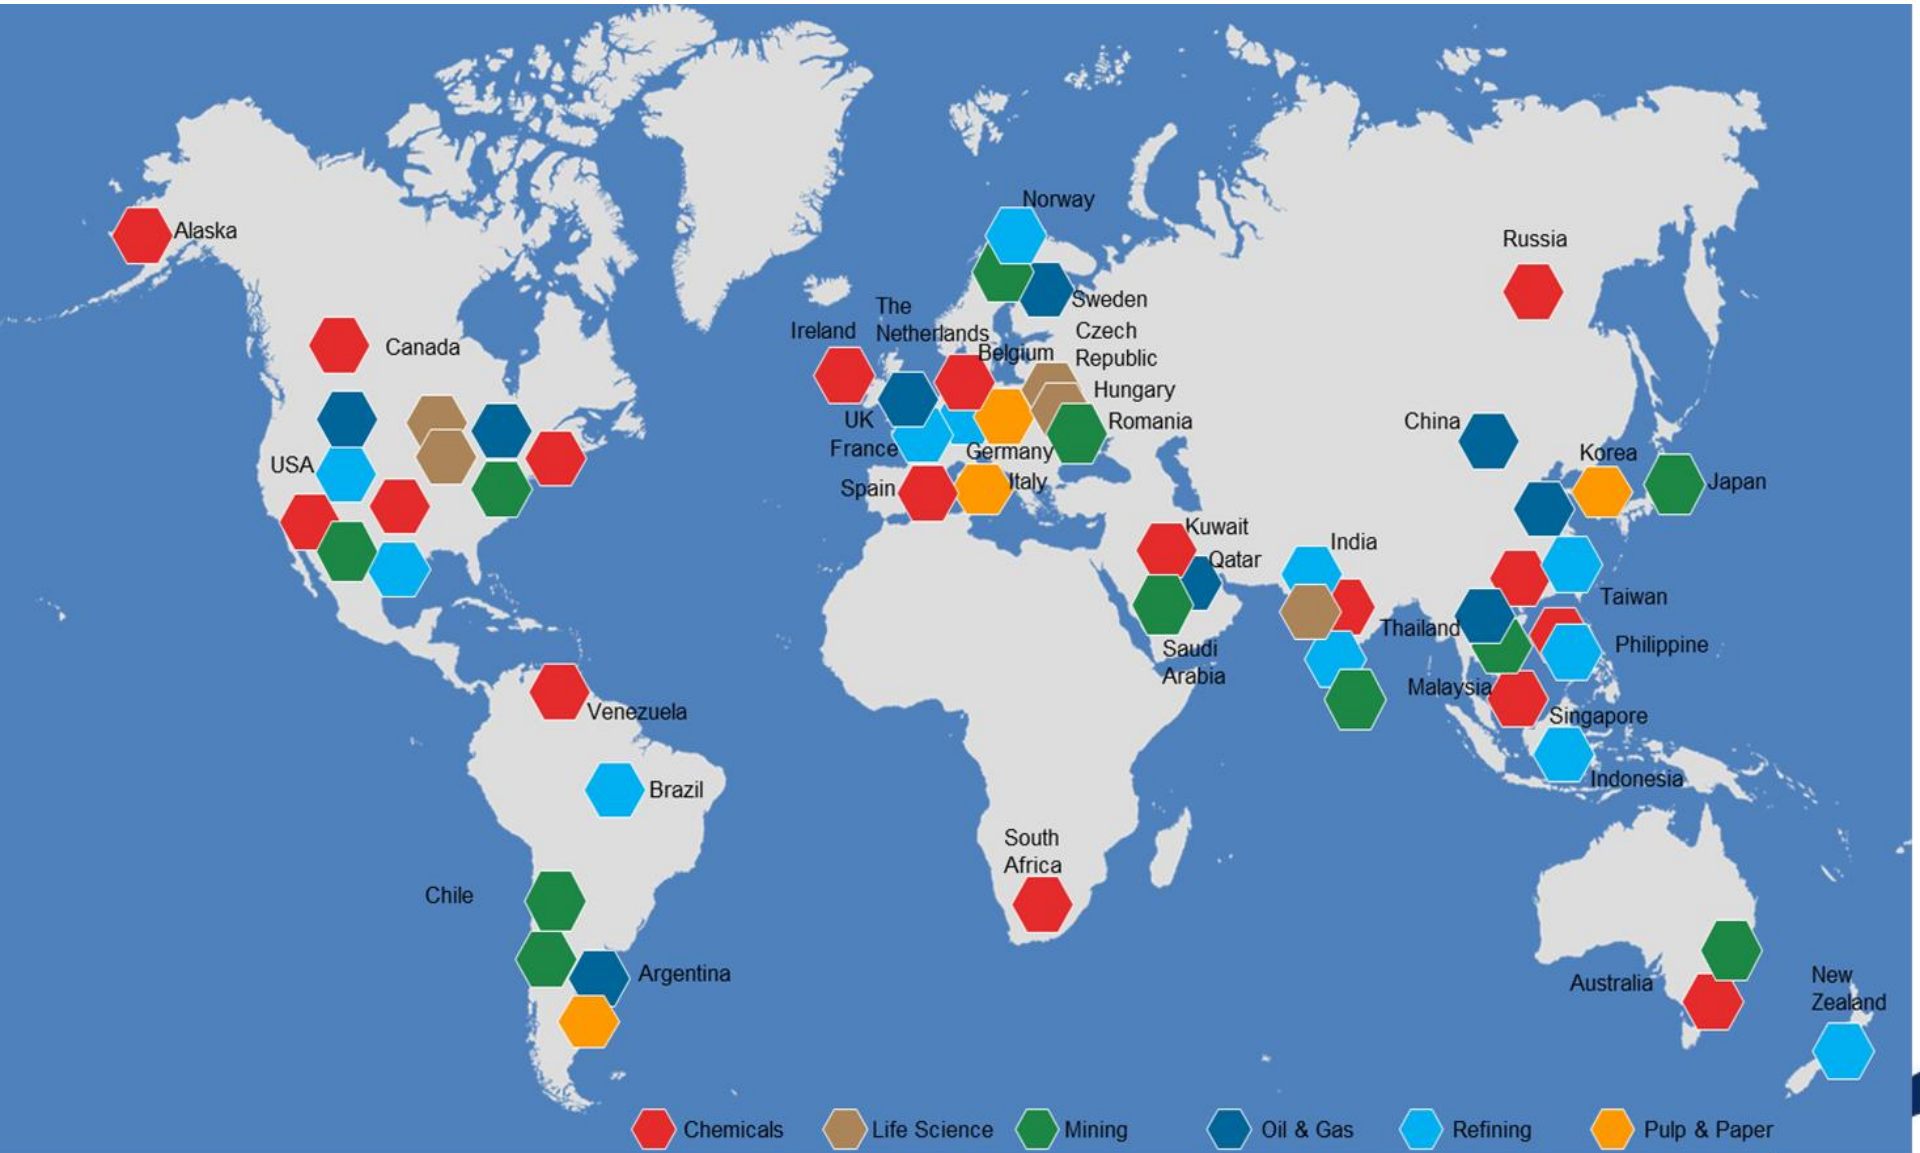 Norway
Alaska
Russia
Sweden
The
Netherlands
Ireland
Czech
Republic
Canada
Belgium
Hungary
UK
Romania
China
France
Germany
Korea
USA
Spain
Italy
Japan
Kuwait
India
Qatar
Taiwan
Thailand
Philippine
Saudi
Arabia
Malaysia
Venezuela
Singapore
Indonesia
Brazil
South
Africa
Chile
Argentina
Australia
New
Zealand
Chemicals
Life Science
Mining
Oil & Gas
Refining
Pulp & Paper